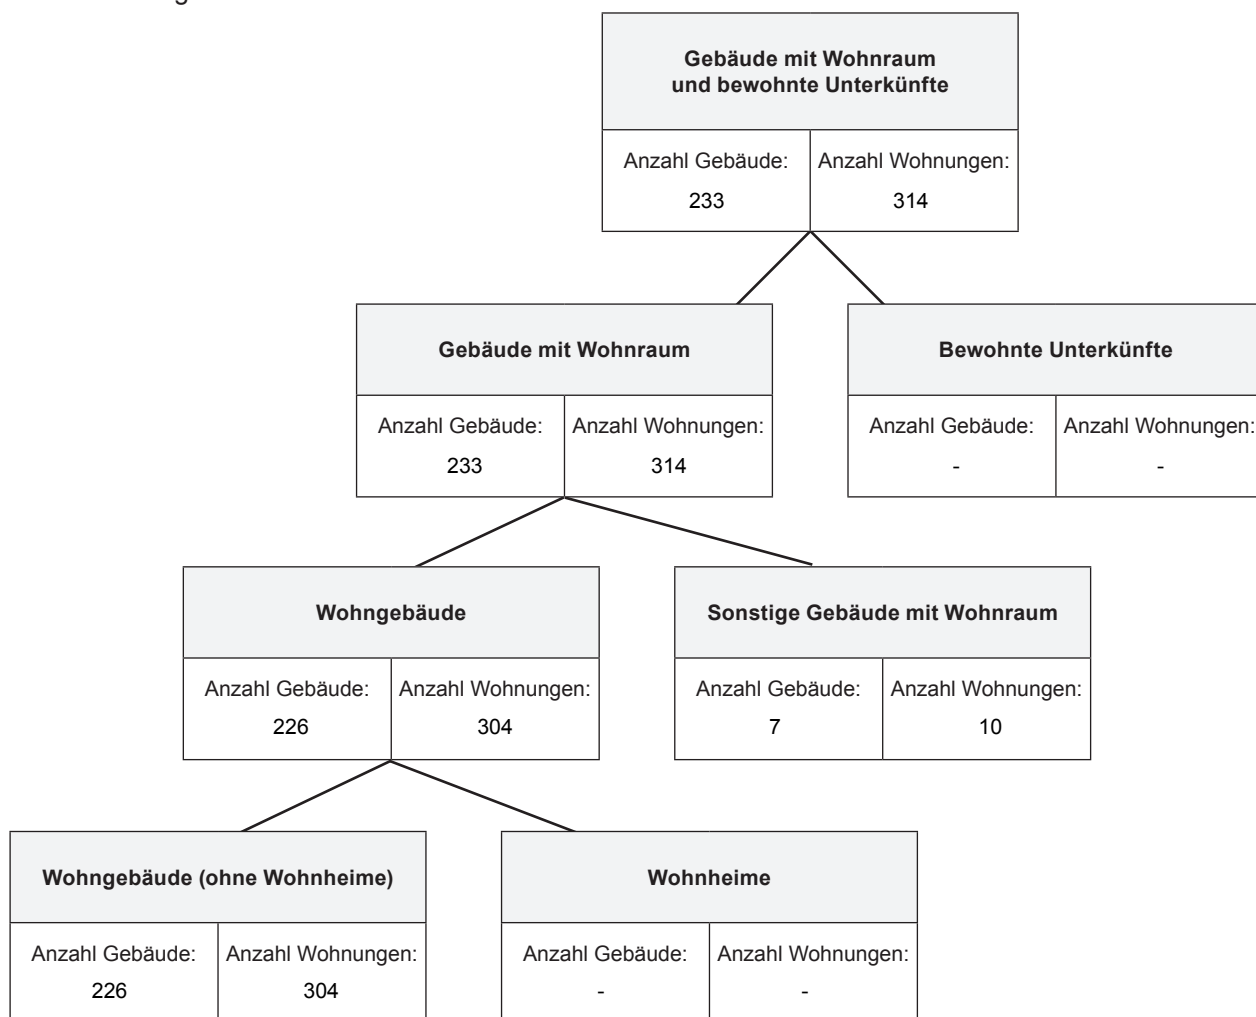 Gebäude mit Wohnraum
und bewohnte Unterkünfte
Anzahl Gebäude: Anzahl Wohnungen:
233 314
Gebäude mit Wohnraum
Anzahl Gebäude: Anzahl Wohnungen:
233 314
Bewohnte Unterkünfte
Anzahl Gebäude: Anzahl Wohnungen:
- -
Wohngebäude
Anzahl Gebäude: Anzahl Wohnungen:
226 304
Sonstige Gebäude mit Wohnraum
Anzahl Gebäude: Anzahl Wohnungen:
7 10
Wohngebäude (ohne Wohnheime)
Anzahl Gebäude: Anzahl Wohnungen:
226 304
Wohnheime
Anzahl Gebäude: Anzahl Wohnungen:
- -